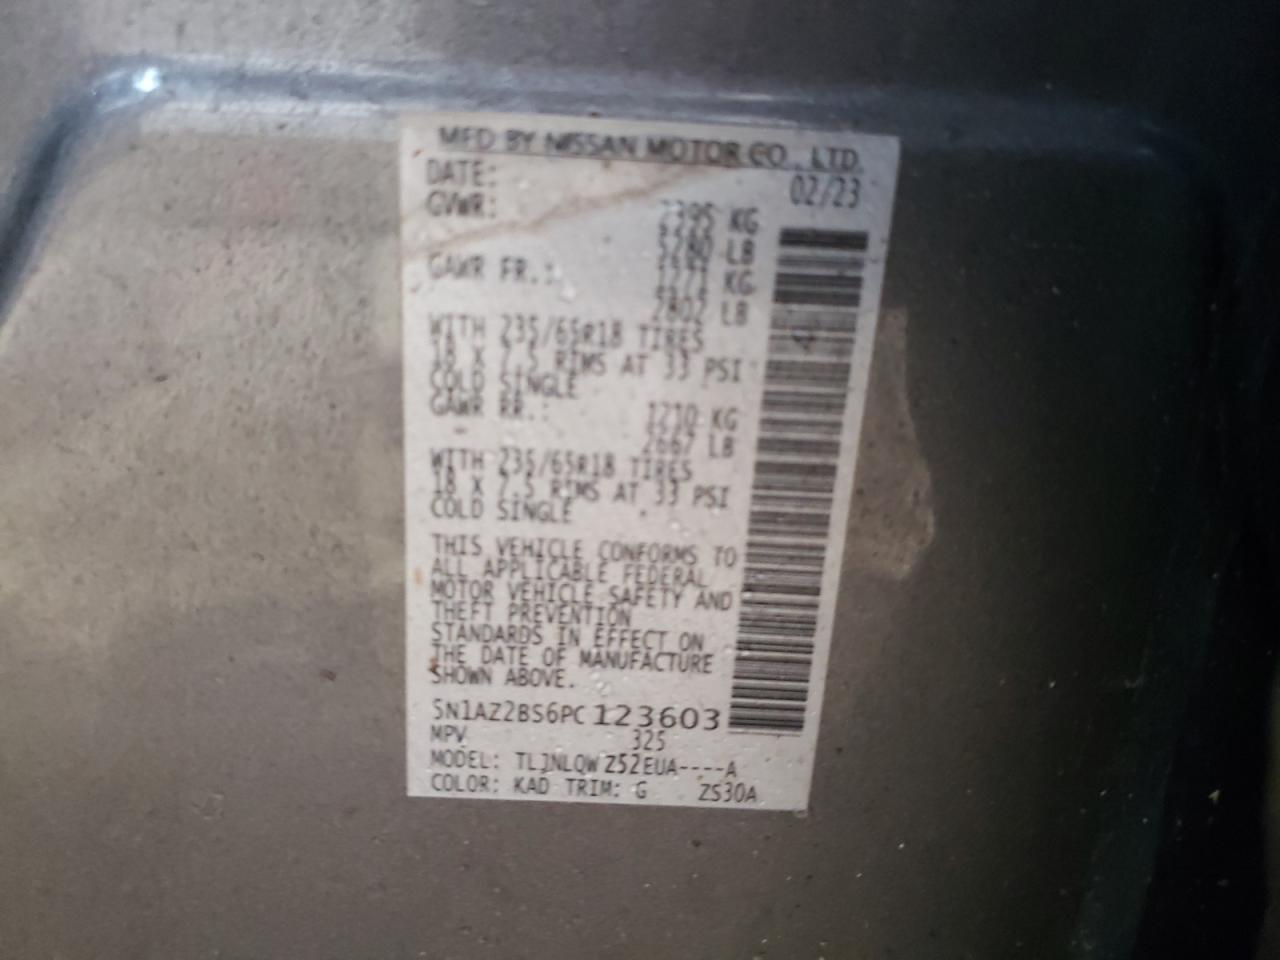 MFD BY NISSAN MOTOR CO., LTD.
DATE: 02/23
GVWR: 2395 KG
5280 LB
GAWR FR.: 1271 KG
2802 LB
WITH 235/65R18 TIRES
18 X 7.5 RIMS AT 33 PSI
COLD SINGLE
GAWR RR.: 1210 KG
2667 LB
WITH 235/65R18 TIRES
18 X 7.5 RIMS AT 33 PSI
COLD SINGLE
THIS VEHICLE CONFORMS TO
ALL APPLICABLE FEDERAL
MOTOR VEHICLE SAFETY AND
THEFT PREVENTION
STANDARDS IN EFFECT ON
THE DATE OF MANUFACTURE
SHOWN ABOVE.
5N1AZ2BS6PC123603
MPV 325
MODEL: TLJNLQWZ52EUA----A
COLOR: KAD TRIM: G ZS30A